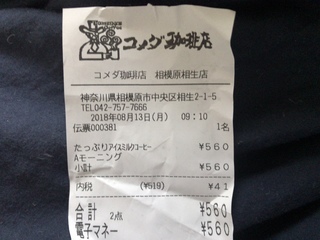 コメダ珈琲店
コメダ珈琲店 相模原相生店
神奈川県相模原市中央区相生2-1-5
TEL042-757-7666
2018年08月13日(月) 09:10
伝票000381 1名
たっぷりアイスミルクコーヒー ¥560
Aモーニング
小計 ¥560
内税 (¥519) ¥41
合計 2点 ¥560
電子マネー ¥560